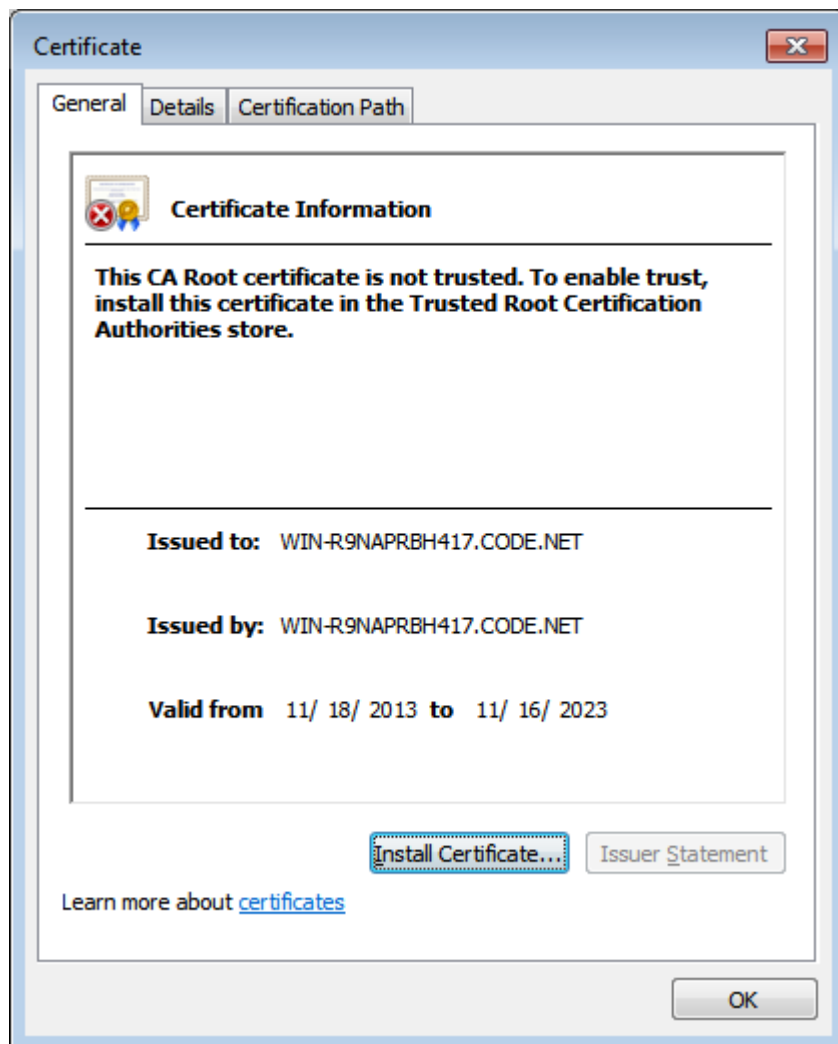 Certificate
General Details Certification Path
Certificate Information
This CA Root certificate is not trusted. To enable trust,
install this certificate in the Trusted Root Certification
Authorities store.
Issued to: WIN-R9NAPRBH417.CODE.NET
Issued by: WIN-R9NAPRBH417.CODE.NET
Valid from 11/ 18/ 2013 to 11/ 16/ 2023
Install Certificate... Issuer Statement
Learn more about certificates
OK